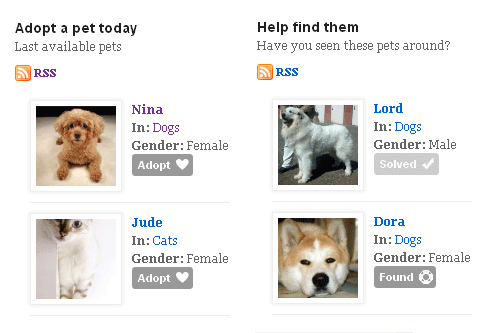 Adopt a pet today
Last available pets
RSS
Nina
In: Dogs
Gender: Female
Adopt
Jude
In: Cats
Gender: Female
Adopt
Help find them
Have you seen these pets around?
RSS
Lord
In: Dogs
Gender: Male
Solved
Dora
In: Dogs
Gender: Female
Found